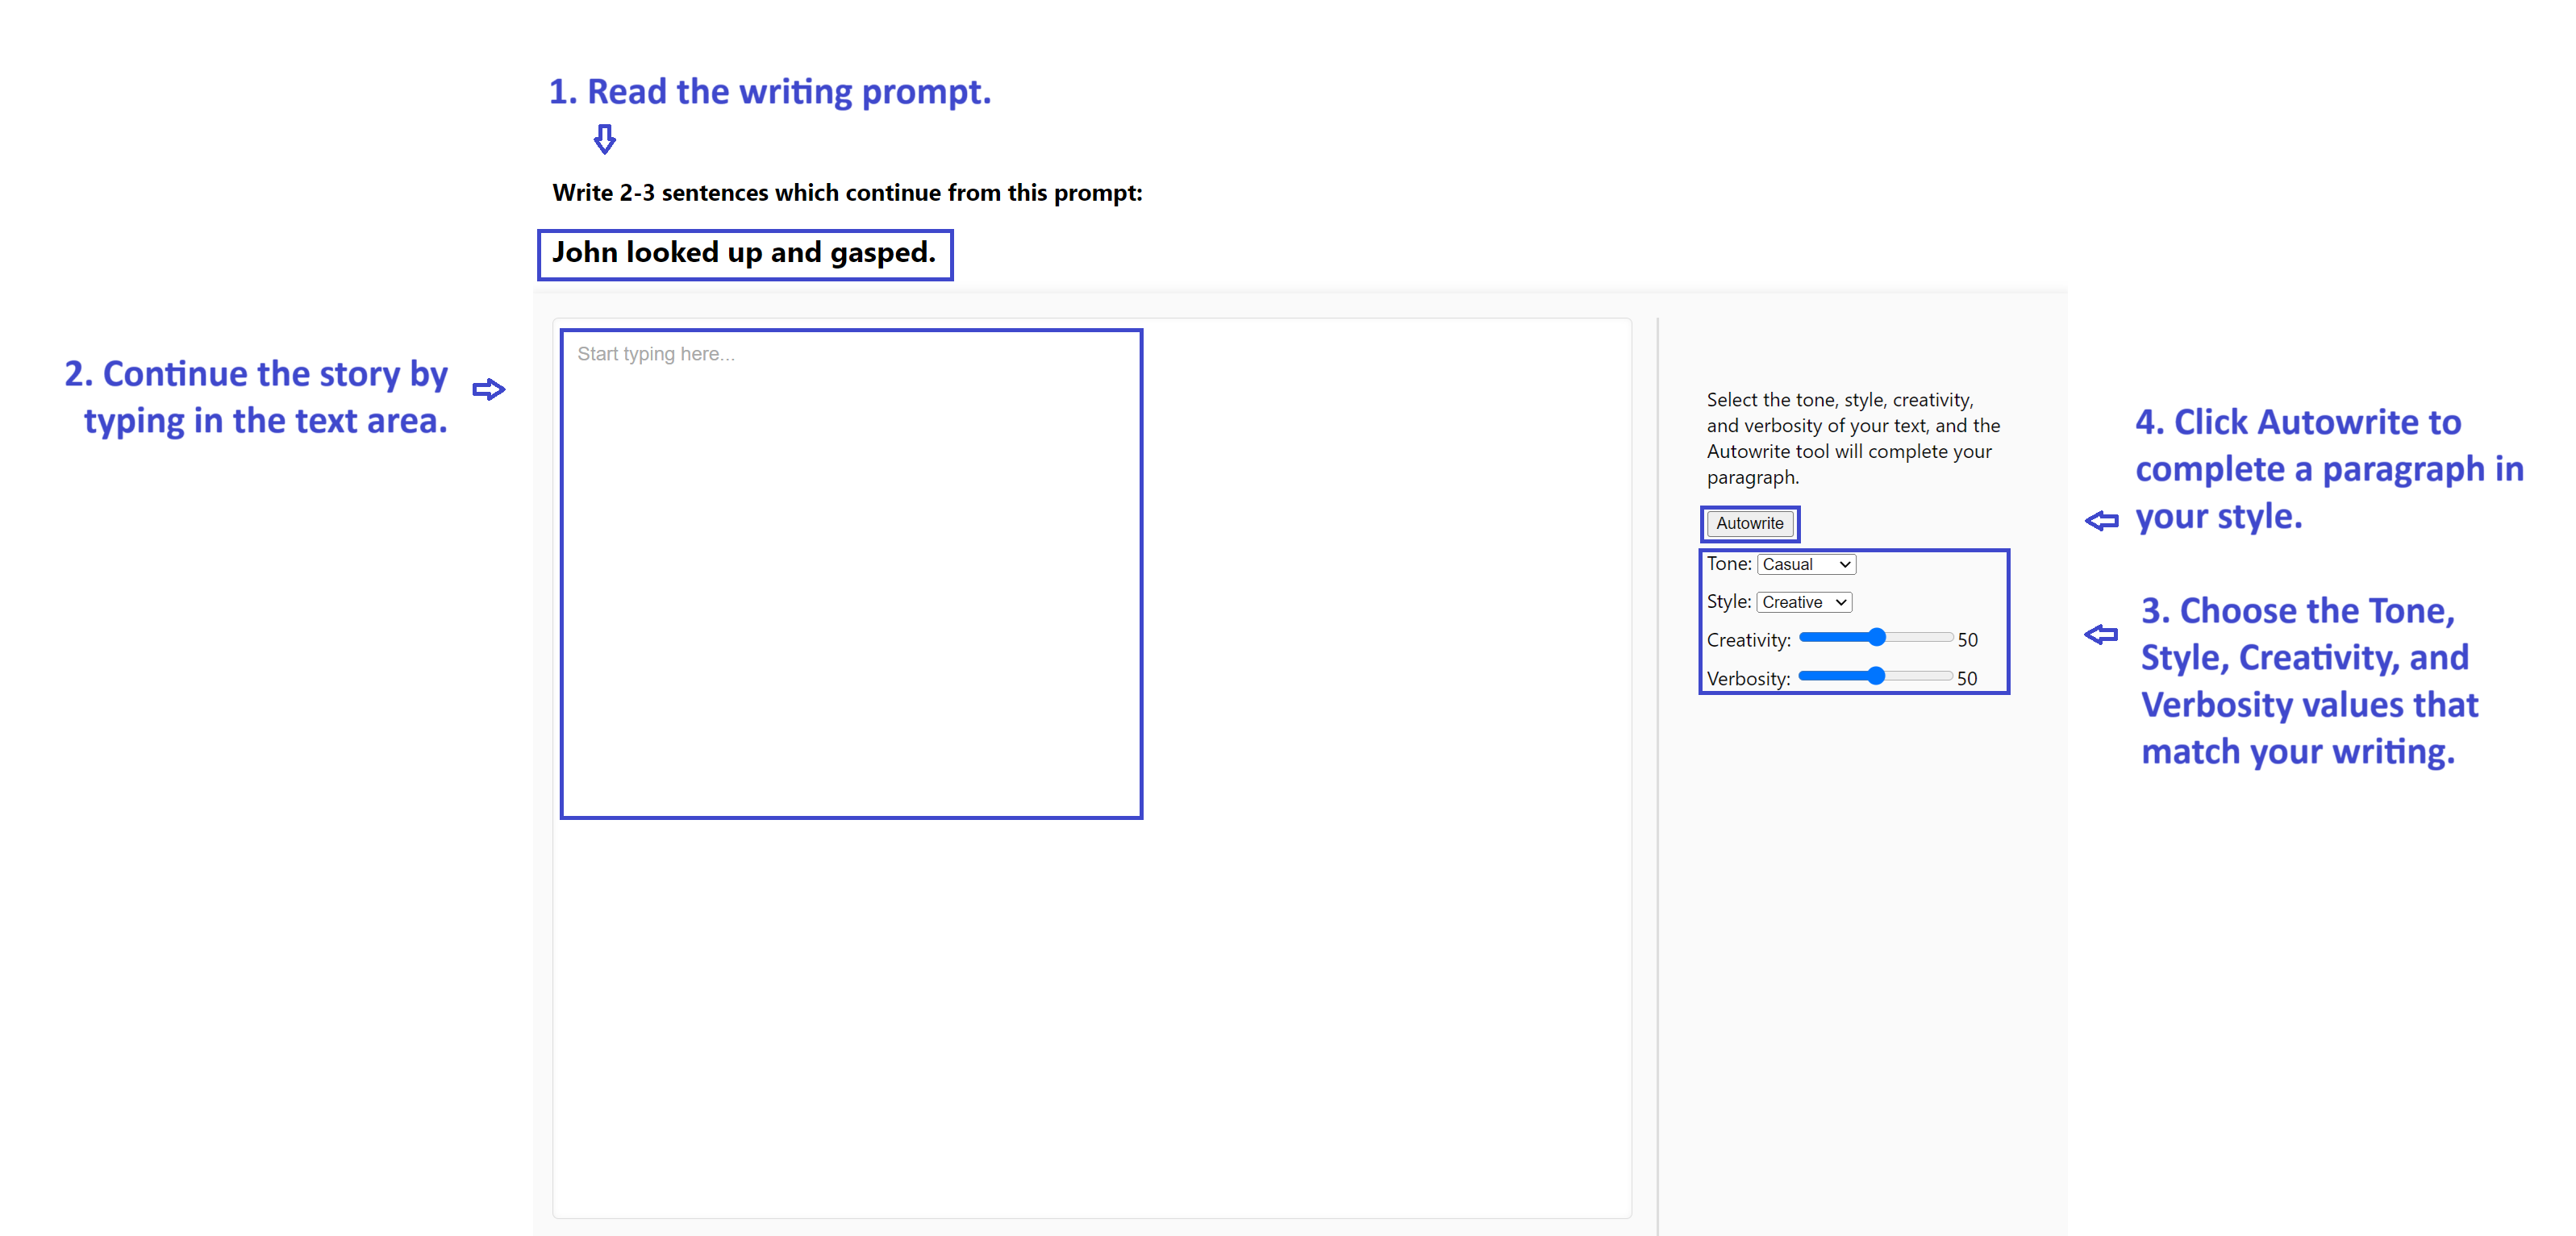 1. Read the writing prompt.
Write 2-3 sentences which continue from this prompt:
John looked up and gasped.
2. Continue the story by
typing in the text area.
Start typing here...
Select the tone, style, creativity,
and verbosity of your text, and the
Autowrite tool will complete your
paragraph.
Autowrite
Tone: Casual
Style: Creative
Creativity: 50
Verbosity: 50
4. Click Autowrite to
complete a paragraph in
your style.
3. Choose the Tone,
Style, Creativity, and
Verbosity values that
match your writing.